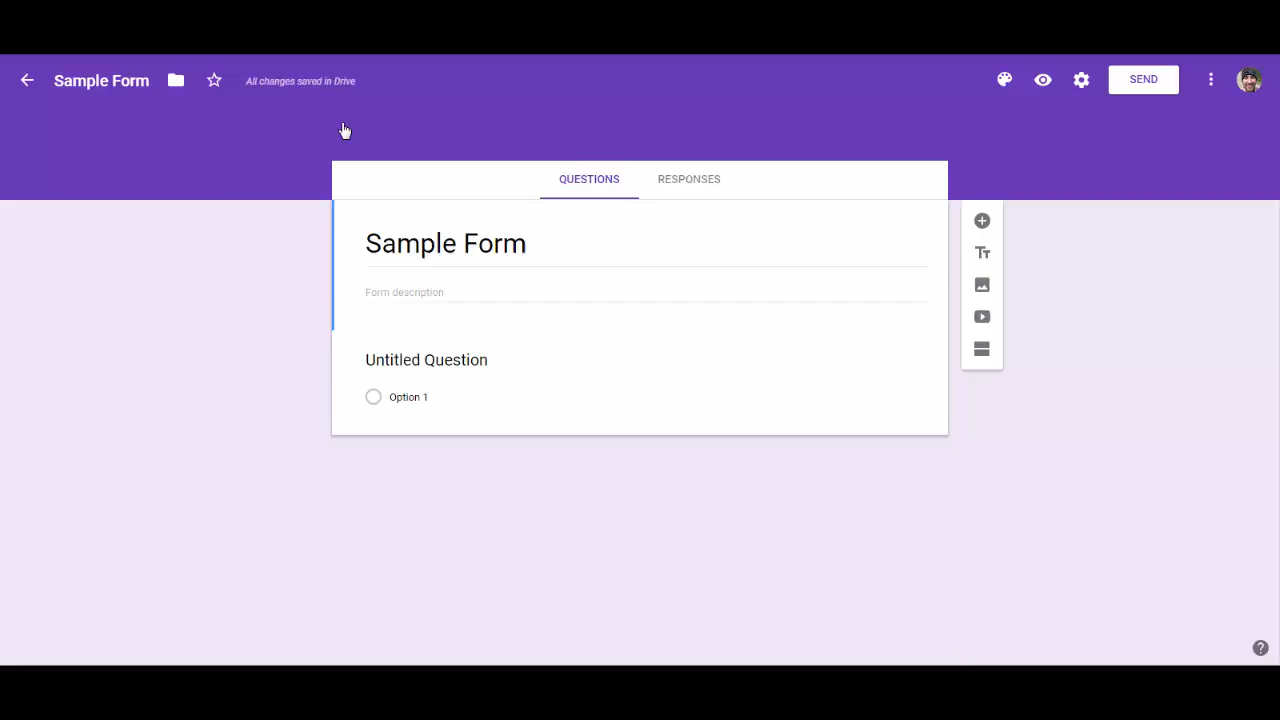 Sample Form
All changes saved in Drive
SEND
QUESTIONS
RESPONSES
Sample Form
Form description
Untitled Question
Option 1